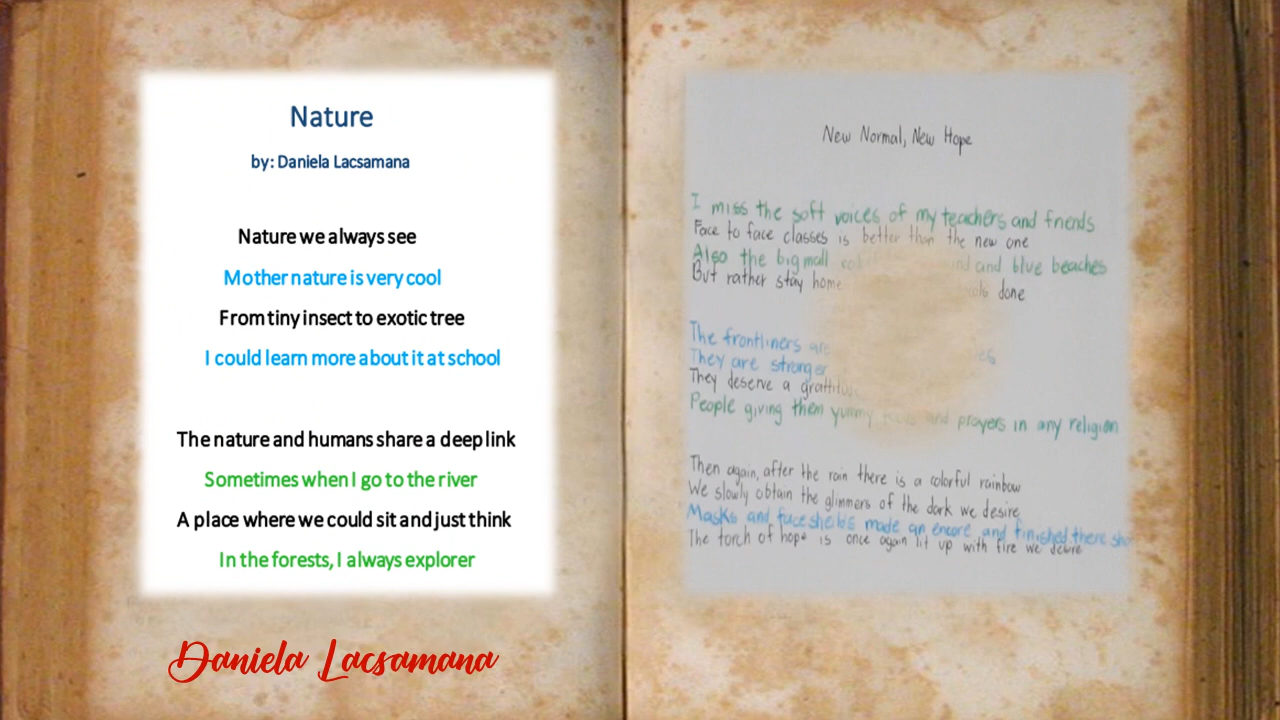 Nature
by: Daniela Lacsamana
Nature we always see
Mother nature is very cool
From tiny insect to exotic tree
I could learn more about it at school
The nature and humans share a deep link
Sometimes when I go to the river
A place where we could sit and just think
In the forests, I always explorer
Daniela Lacsamana
New Normal, New Hope
I miss the soft voices of my teachers and friends
Face to face classes is better than the new one
Also the big mall and blue beaches
But rather stay home done
The frontliners are
They are stronger
They deserve a
People giving them yummy and prayers in any religion
Then again, after the rain there is a colorful rainbow
We slowly obtain the glimmers of the dark we desire
Masks and made an encore and finished there
The torch of hope is once again lit up with fire we